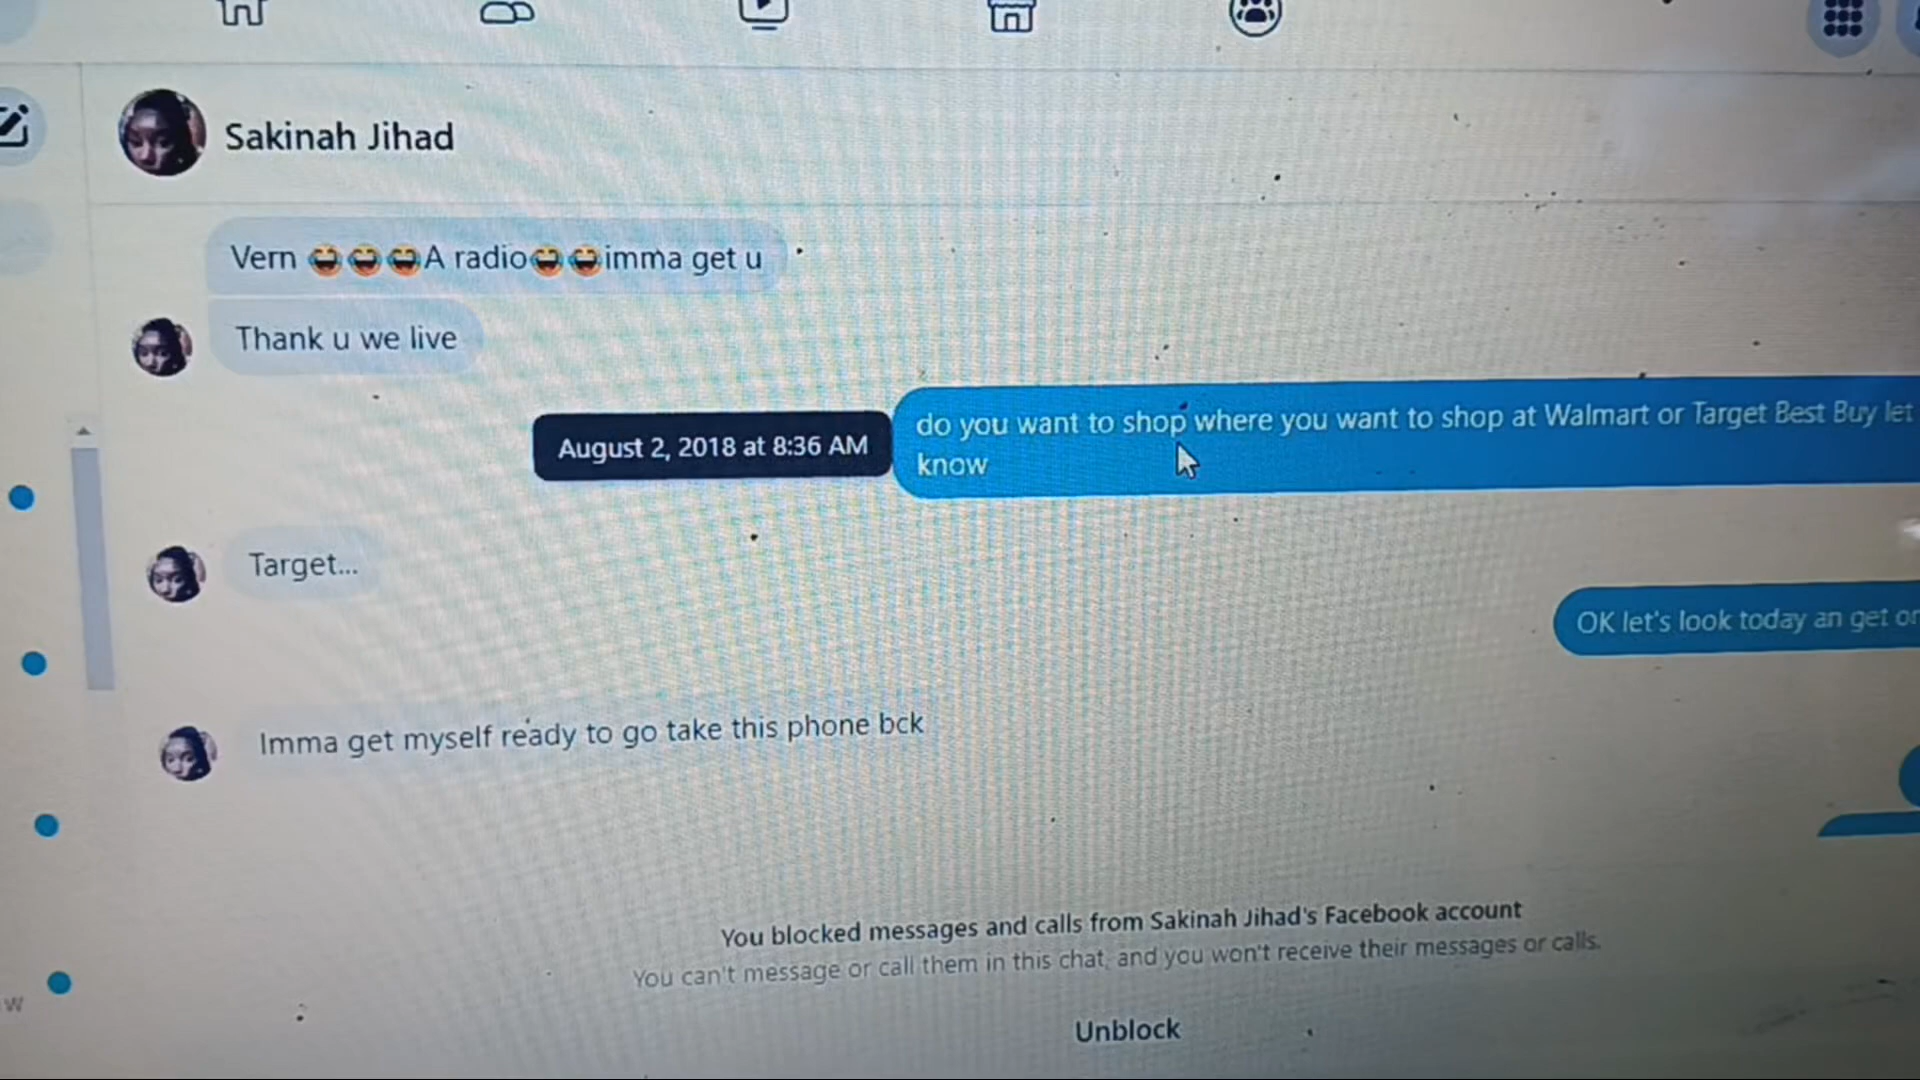 Sakinah Jihad
Vern 😂😂😂A radio😂😂imma get u
Thank u we live
do you want to shop where you want to shop at Walmart or Target Best Buy let
know
August 2, 2018 at 8:36 AM
Target...
OK let's look today an get
Imma get myself ready to go take this phone bck
You blocked messages and calls from Sakinah Jihad's Facebook account
You can't message or call them in this chat, and you won't receive their messages or calls.
Unblock